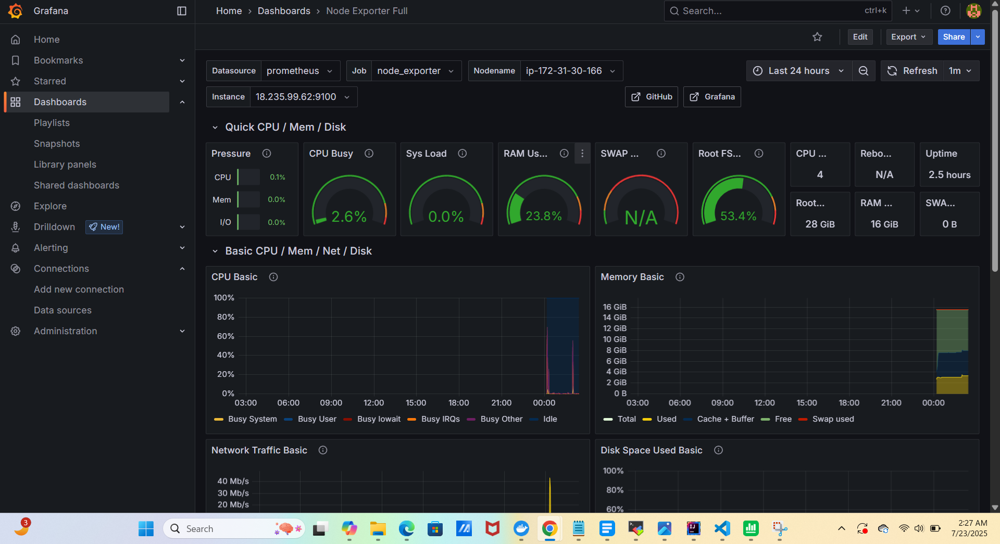 Grafana
Home › Dashboards › Node Exporter Full
Search...
ctrl+k
Edit
Export
Share
Home
Bookmarks
Starred
Dashboards
Playlists
Snapshots
Library panels
Shared dashboards
Explore
Drilldown New!
Alerting
Connections
Add new connection
Data sources
Administration
Datasource prometheus
Job node_exporter
Nodename ip-172-31-30-166
Last 24 hours
Refresh 1m
Instance 18.235.99.62:9100
GitHub
Grafana
Quick CPU / Mem / Disk
Pressure
CPU 0.1%
Mem 0.0%
I/O 0.0%
CPU Busy
2.6%
Sys Load
0.0%
RAM Us...
23.8%
SWAP ...
N/A
Root FS...
53.4%
CPU ...
4
Rebo...
N/A
Uptime
2.5 hours
Root...
28 GiB
RAM ...
16 GiB
SWA...
0 B
Basic CPU / Mem / Net / Disk
CPU Basic
100%
80%
60%
40%
20%
0%
03:00 06:00 09:00 12:00 15:00 18:00 21:00 00:00
Busy System Busy User Busy Iowait Busy IRQs Busy Other Idle
Memory Basic
16 GiB
14 GiB
12 GiB
10 GiB
8 GiB
6 GiB
4 GiB
2 GiB
0 B
03:00 06:00 09:00 12:00 15:00 18:00 21:00 00:00
Total Used Cache + Buffer Free Swap used
Network Traffic Basic
40 Mb/s
30 Mb/s
20 Mb/s
Disk Space Used Basic
100%
80%
60%
3
Search
IJ
2:27 AM
7/23/2025